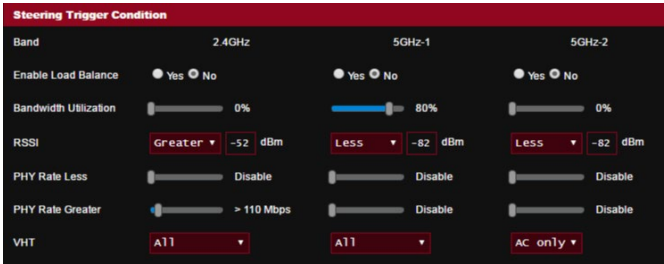 Steering Trigger Condition
Band 2.4GHz 5GHz-1 5GHz-2
Enable Load Balance Yes No Yes No Yes No
Bandwidth Utilization 0% 80% 0%
RSSI Greater -52 dBm Less -82 dBm Less -82 dBm
PHY Rate Less Disable Disable Disable
PHY Rate Greater > 110 Mbps Disable Disable
VHT All All AC only